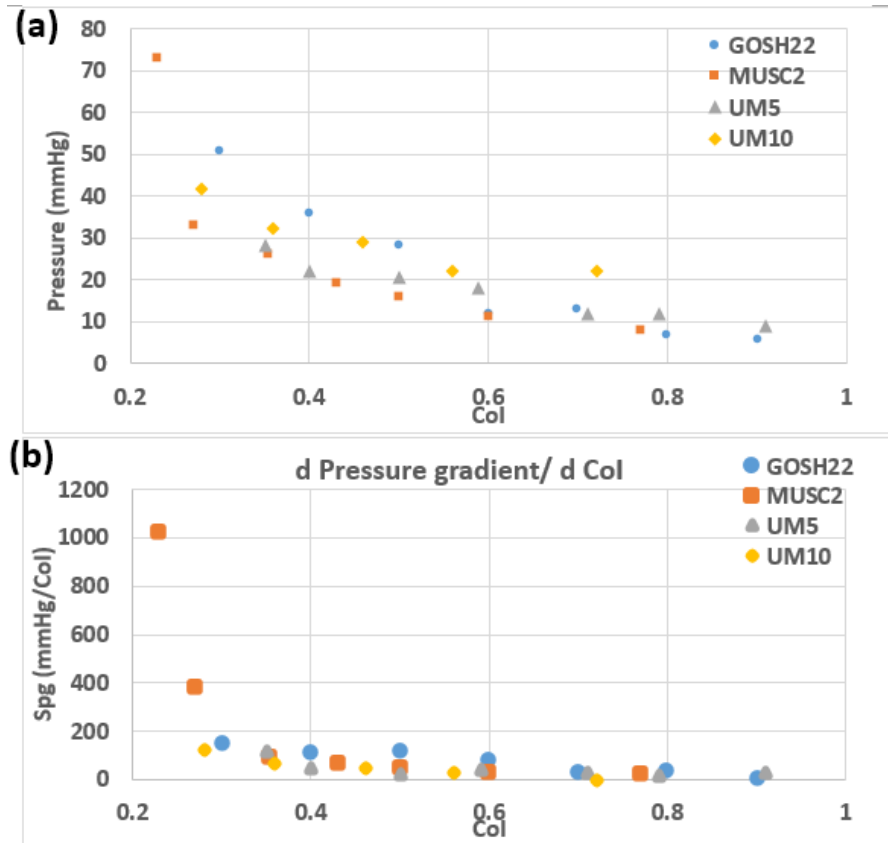 (a)
80
70
60
50
40
30
20
10
0
Pressure (mmHg)
0.2 0.4 0.6 0.8 1
CoI
GOSH22
MUSC2
UM5
UM10
(b)
d Pressure gradient/ d CoI
1200
1000
800
600
400
200
0
Spg (mmHg/CoI)
0.2 0.4 0.6 0.8 1
CoI
GOSH22
MUSC2
UM5
UM10